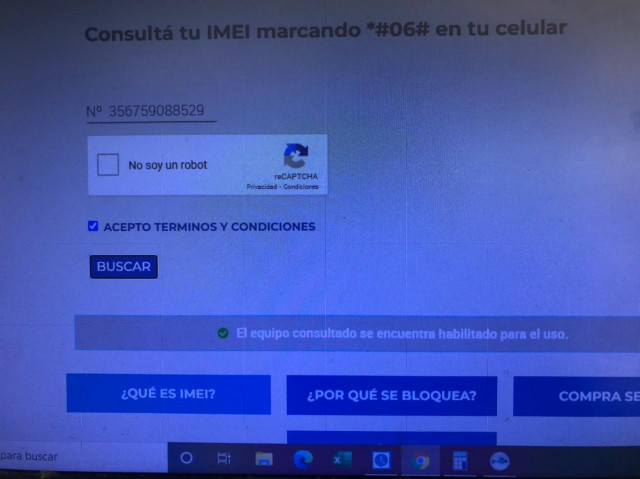 Consultá tu IMEI marcando *#06# en tu celular
Nº 356759088529
No soy un robot
reCAPTCHA
Privacidad - Condiciones
ACEPTO TERMINOS Y CONDICIONES
BUSCAR
El equipo consultado se encuentra habilitado para el uso.
¿QUÉ ES IMEI?
¿POR QUÉ SE BLOQUEA?
COMPRA SE
para buscar